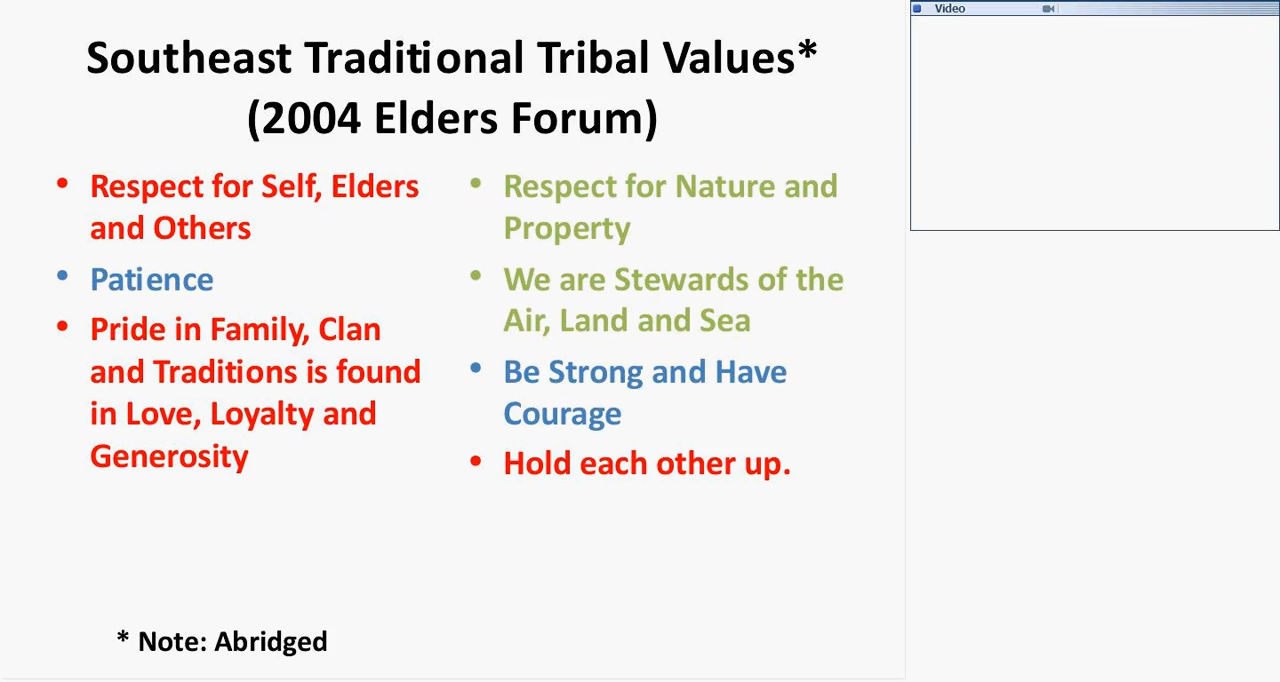 Southeast Traditional Tribal Values*
(2004 Elders Forum)
• Respect for Self, Elders
and Others
• Patience
• Pride in Family, Clan
and Traditions is found
in Love, Loyalty and
Generosity
• Respect for Nature and
Property
• We are Stewards of the
Air, Land and Sea
• Be Strong and Have
Courage
• Hold each other up.
* Note: Abridged
Video